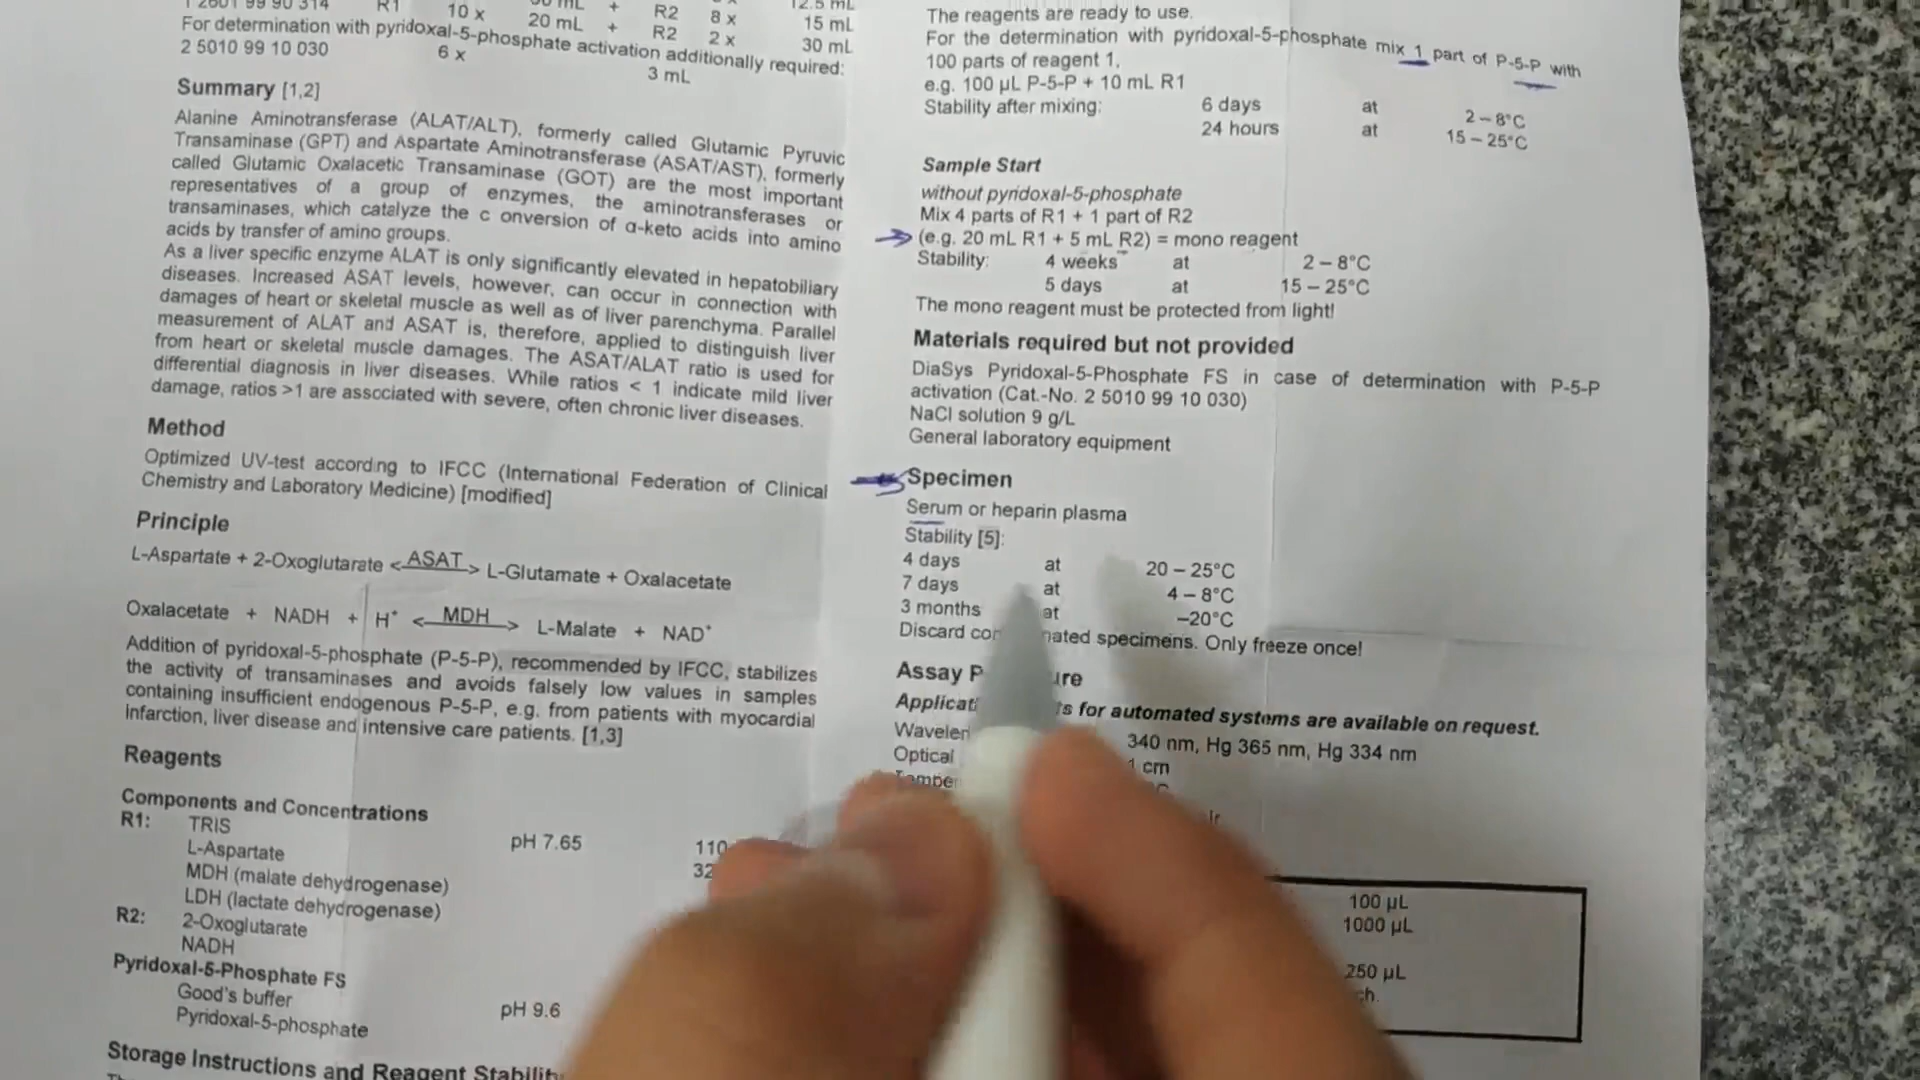 R1 10 x + R2 8 x 12.5 mL
20 mL + R2 2 x 15 mL
30 mL
For determination with pyridoxal-5-phosphate activation additionally required:
2 5010 99 10 030 6 x 3 mL
Summary [1,2]
Alanine Aminotransferase (ALAT/ALT), formerly called Glutamic Pyruvic
Transaminase (GPT) and Aspartate Aminotransferase (ASAT/AST), formerly
called Glutamic Oxalacetic Transaminase (GOT) are the most important
representatives of a group of enzymes, the aminotransferases or
transaminases, which catalyze the c onversion of α-keto acids into amino
acids by transfer of amino groups.
As a liver specific enzyme ALAT is only significantly elevated in hepatobiliary
diseases. Increased ASAT levels, however, can occur in connection with
damages of heart or skeletal muscle as well as of liver parenchyma. Parallel
measurement of ALAT and ASAT is, therefore, applied to distinguish liver
from heart or skeletal muscle damages. The ASAT/ALAT ratio is used for
differential diagnosis in liver diseases. While ratios < 1 indicate mild liver
damage, ratios >1 are associated with severe, often chronic liver diseases.
Method
Optimized UV-test according to IFCC (International Federation of Clinical
Chemistry and Laboratory Medicine) [modified]
Principle
L-Aspartate + 2-Oxoglutarate < ASAT > L-Glutamate + Oxalacetate
Oxalacetate + NADH + H⁺ < MDH > L-Malate + NAD⁺
Addition of pyridoxal-5-phosphate (P-5-P), recommended by IFCC, stabilizes
the activity of transaminases and avoids falsely low values in samples
containing insufficient endogenous P-5-P, e.g. from patients with myocardial
infarction, liver disease and intensive care patients. [1,3]
Reagents
Components and Concentrations
R1: TRIS pH 7.65 110
L-Aspartate 32
MDH (malate dehydrogenase)
LDH (lactate dehydrogenase)
R2: 2-Oxoglutarate
NADH
Pyridoxal-5-Phosphate FS
Good's buffer pH 9.6
Pyridoxal-5-phosphate
Storage Instructions and Reagent
The reagents are ready to use.
For the determination with pyridoxal-5-phosphate mix 1 part of P-5-P with
100 parts of reagent 1,
e.g. 100 µL P-5-P + 10 mL R1
Stability after mixing: 6 days at 2 – 8°C
24 hours at 15 – 25°C
Sample Start
without pyridoxal-5-phosphate
Mix 4 parts of R1 + 1 part of R2
(e.g. 20 mL R1 + 5 mL R2) = mono reagent
Stability: 4 weeks at 2 – 8°C
5 days at 15 – 25°C
The mono reagent must be protected from light!
Materials required but not provided
DiaSys Pyridoxal-5-Phosphate FS in case of determination with P-5-P
activation (Cat.-No. 2 5010 99 10 030)
NaCl solution 9 g/L
General laboratory equipment
Specimen
Serum or heparin plasma
Stability [5]:
4 days at 20 – 25°C
7 days at 4 – 8°C
3 months at –20°C
Discard specimens. Only freeze once!
Assay
for automated systems are available on request.
340 nm, Hg 365 nm, Hg 334 nm
Optical 1 cm
100 µL
1000 µL
250 µL